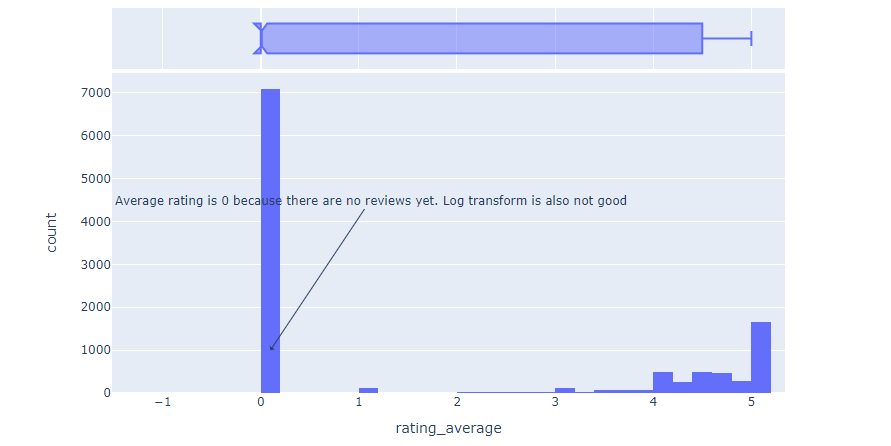 7000
6000
5000
Average rating is 0 because there are no reviews yet. Log transform is also not good
4000
count
3000
2000
1000
0
−1 0 1 2 3 4 5
rating_average